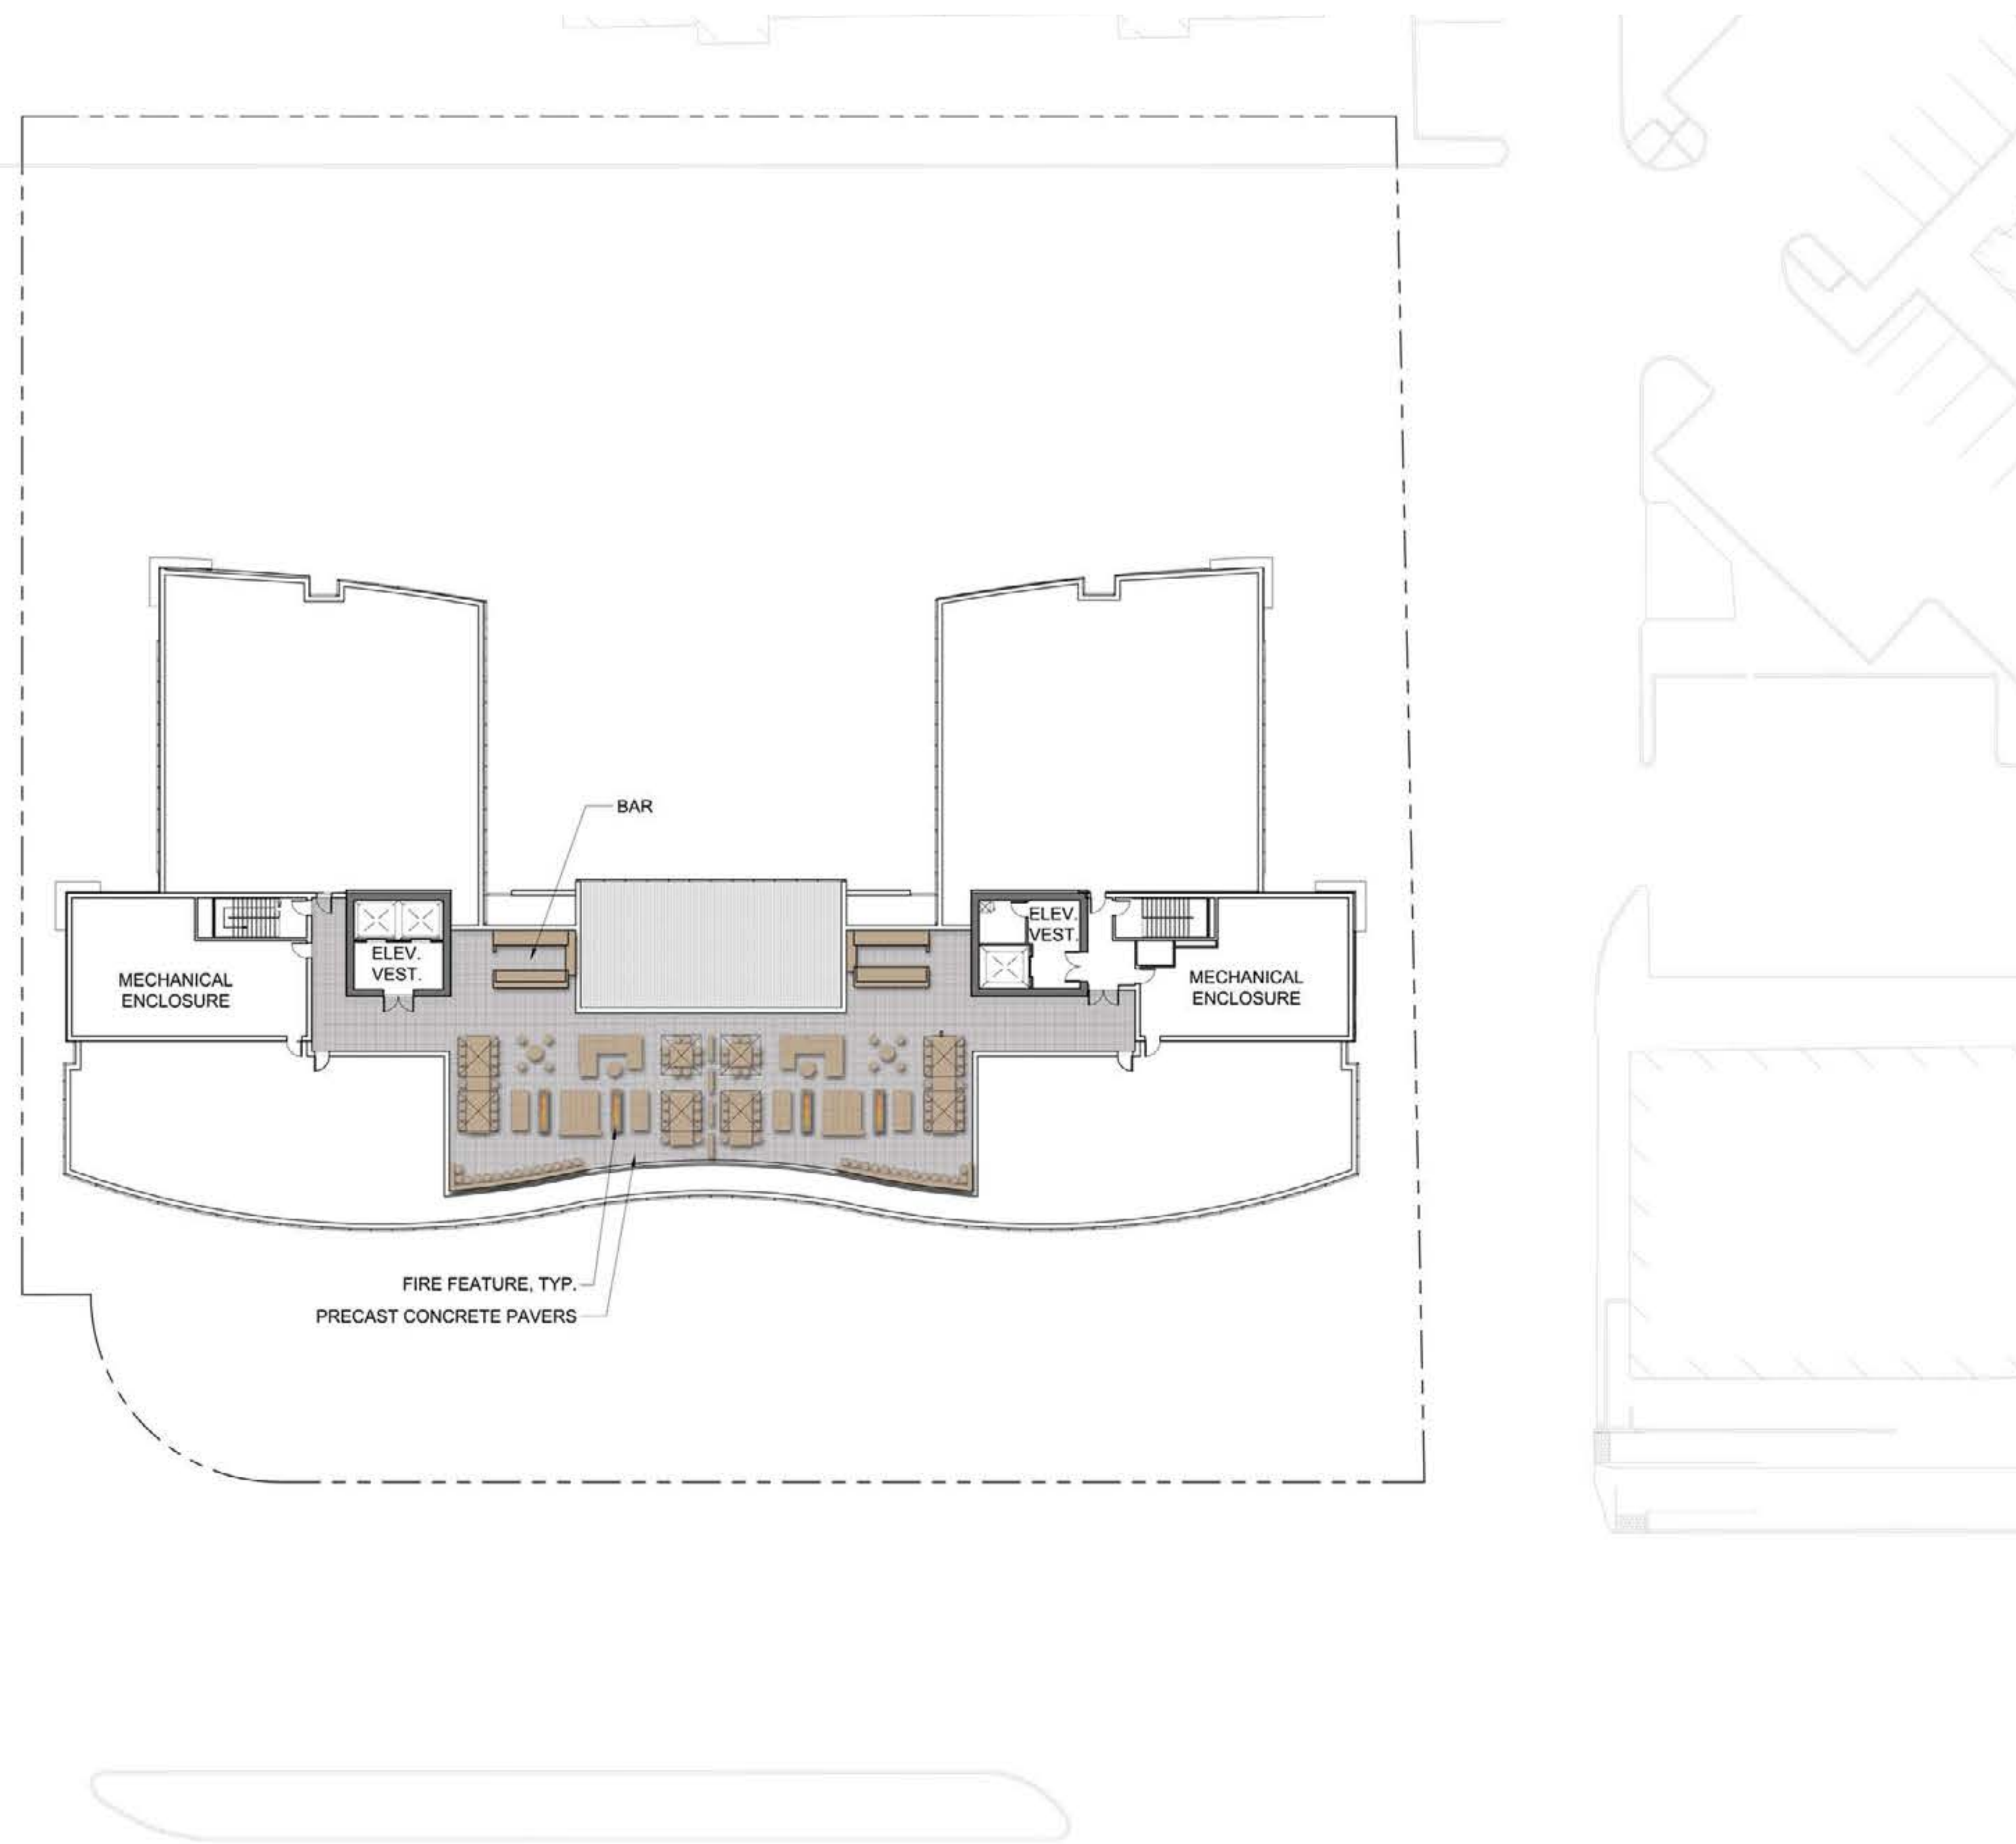 BAR
ELEV.
VEST.
ELEV.
VEST.
MECHANICAL
ENCLOSURE
MECHANICAL
ENCLOSURE
FIRE FEATURE, TYP.
PRECAST CONCRETE PAVERS